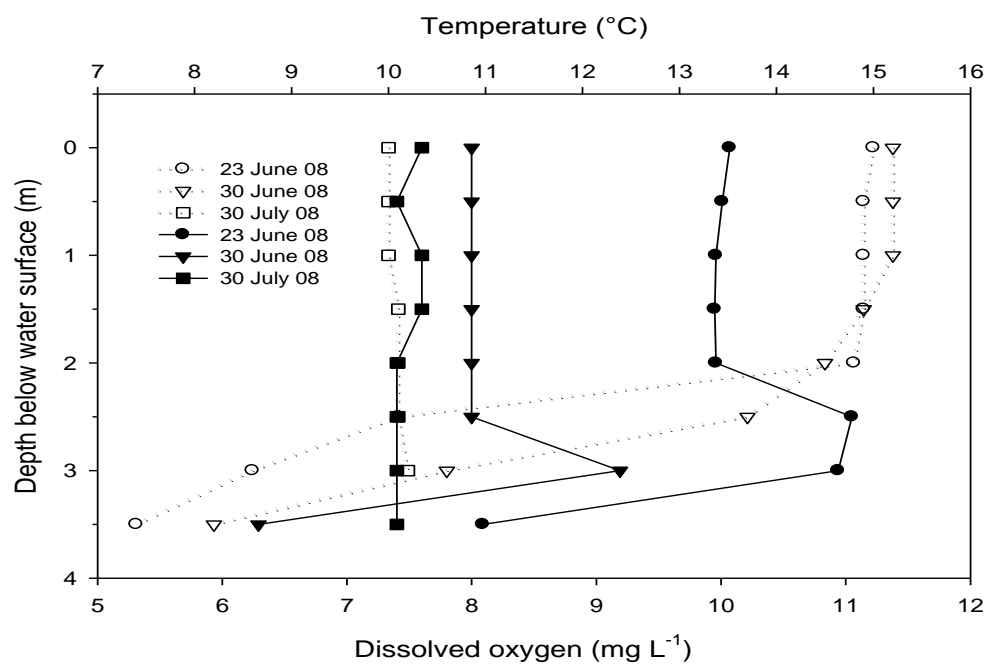 Temperature (°C)
7 8 9 10 11 12 13 14 15 16
0
1
2
3
4
Depth below water surface (m)
23 June 08
30 June 08
30 July 08
23 June 08
30 June 08
30 July 08
5 6 7 8 9 10 11 12
Dissolved oxygen (mg L⁻¹)